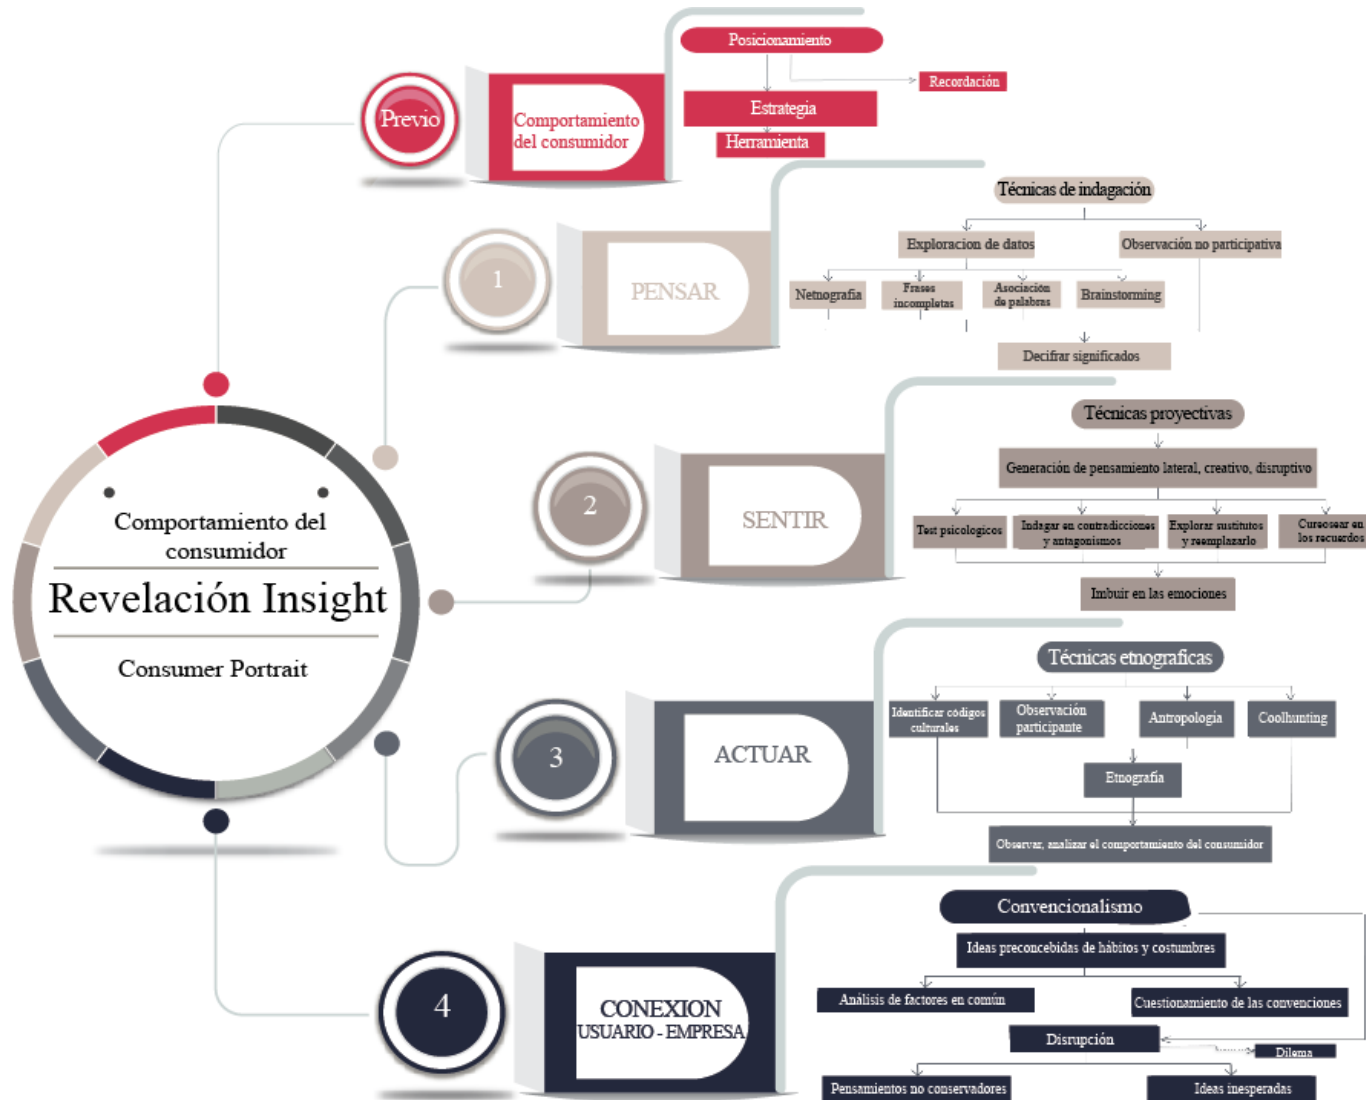 Comportamiento del
consumidor
Revelación Insight
Consumer Portrait
Previo
Comportamiento
del consumidor
Posicionamiento
Recordación
Estrategia
Herramienta
1
PENSAR
Técnicas de indagación
Exploracion de datos
Observación no participativa
Netnografia
Frases
incompletas
Asociación
de palabras
Brainstorming
Decifrar significados
2
SENTIR
Técnicas proyectivas
Generación de pensamiento lateral, creativo, disruptivo
Test psicologicos
Indagar en contradicciones
y antagonismos
Explorar sustitutos
y reemplazarlo
Cureosear en
los recuerdos
Imbuir en las emociones
3
ACTUAR
Técnicas etnograficas
Identificar códigos
culturales
Observación
participante
Antropologia
Coolhunting
Etnografía
Observar, analizar el comportamiento del consumidor
4
CONEXION
USUARIO - EMPRESA
Convencionalismo
Ideas preconcebidas de hábitos y costumbres
Análisis de factores en común
Cuestionamiento de las convenciones
Disrupción
Dilema
Pensamientos no conservadores
Ideas inesperadas